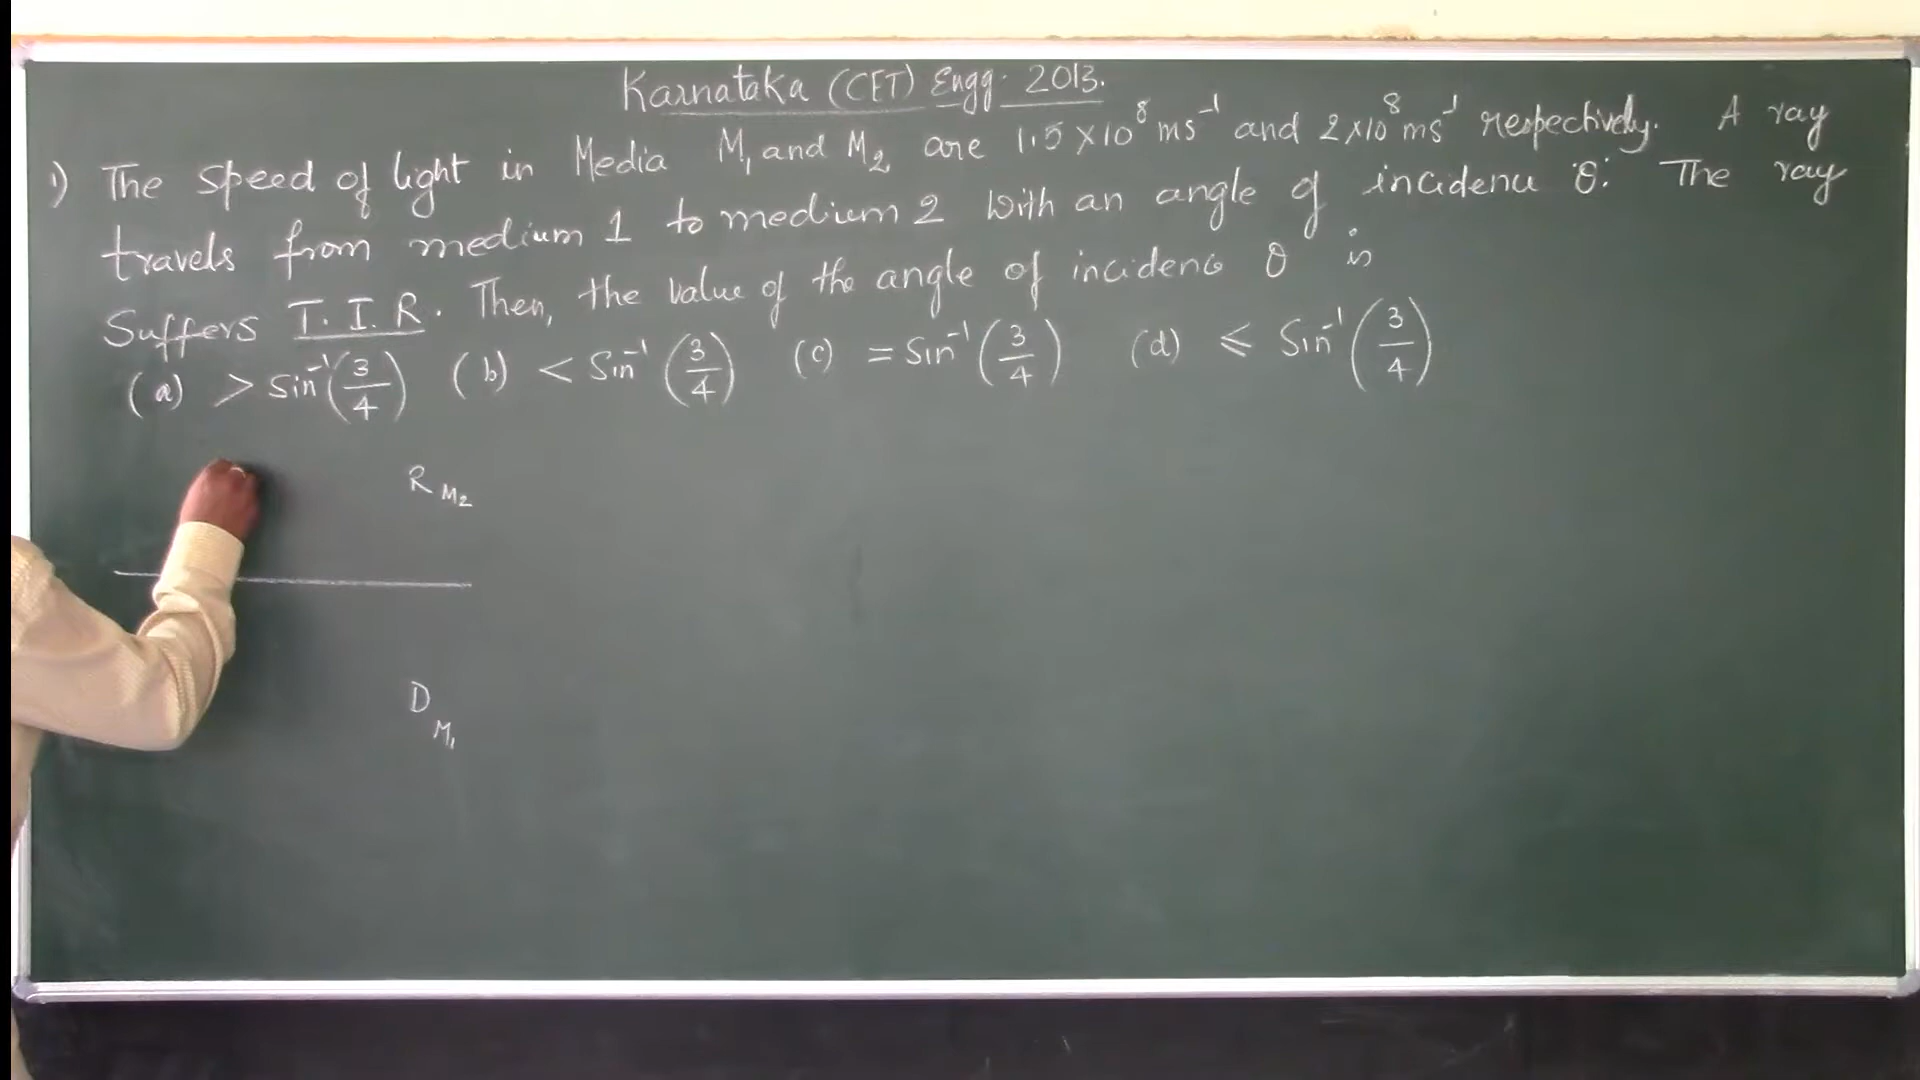 Karnataka (CET) Engg. 2013.
1) The speed of light in Media M₁ and M₂ are 1.5 × 10⁸ ms⁻¹ and 2 × 10⁸ ms⁻¹ respectively. A ray
travels from medium 1 to medium 2 with an angle of incidence 'θ'. The ray
Suffers T.I.R. Then, the value of the angle of incidence θ is
(a) > Sin⁻¹(3/4) (b) < Sin⁻¹(3/4) (c) = Sin⁻¹(3/4) (d) ⩽ Sin⁻¹(3/4)
R M₂
D
M₁